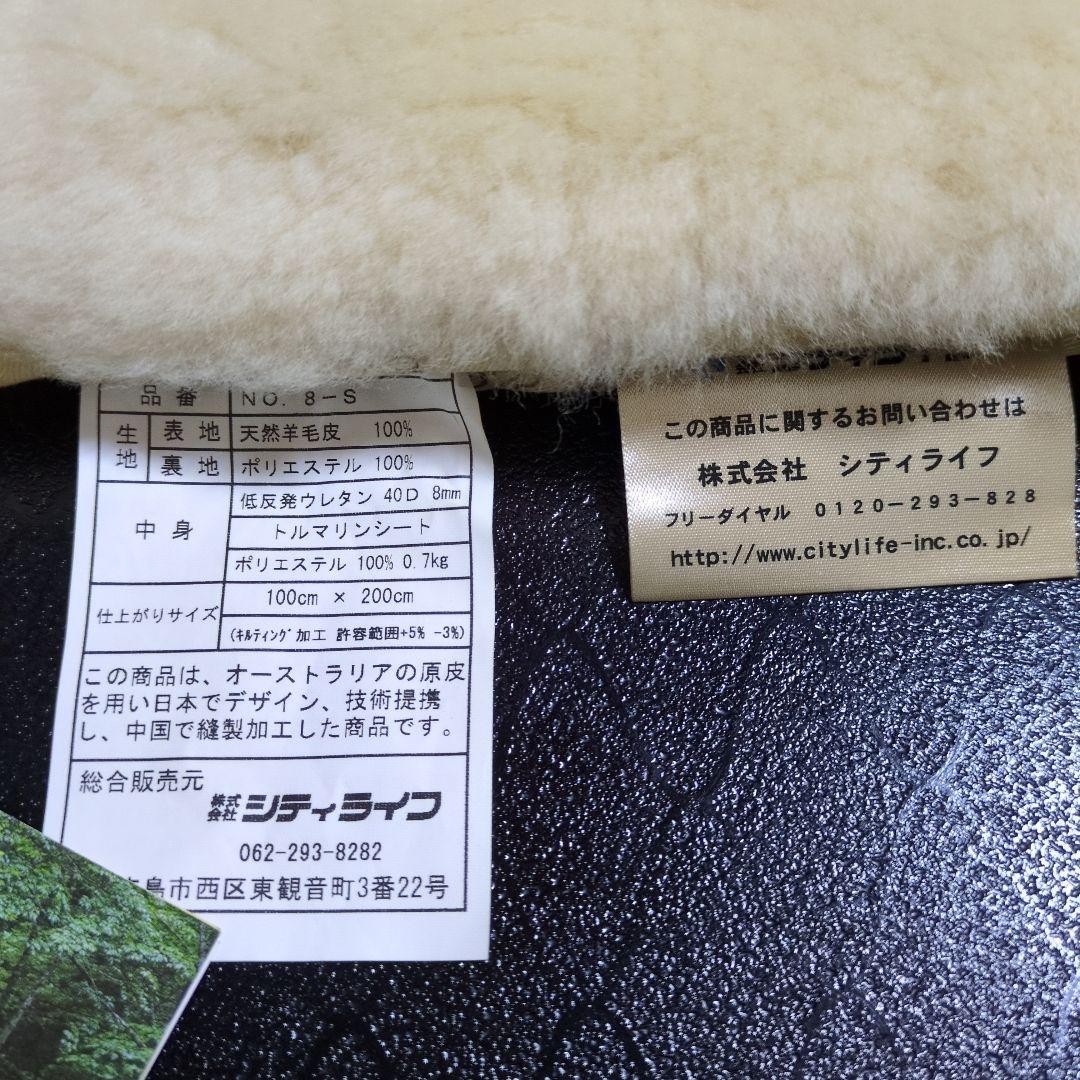 品番 NO. 8-S
生地 表地 天然羊毛皮 100%
裏地 ポリエステル 100%
中身 低反発ウレタン 40D 8mm
トルマリンシート
ポリエステル 100% 0.7kg
仕上がりサイズ 100cm × 200cm
(ｷﾙﾃｨﾝｸﾞ加工 許容範囲+5% -3%)
この商品は、オーストラリアの原皮
を用い日本でデザイン、技術提携
し、中国で縫製加工した商品です。
総合販売元
株式会社 シティライフ
062-293-8282
島市西区東観音町3番22号
この商品に関するお問い合わせは
株式会社 シティライフ
フリーダイヤル 0120-293-828
http://www.citylife-inc.co.jp/